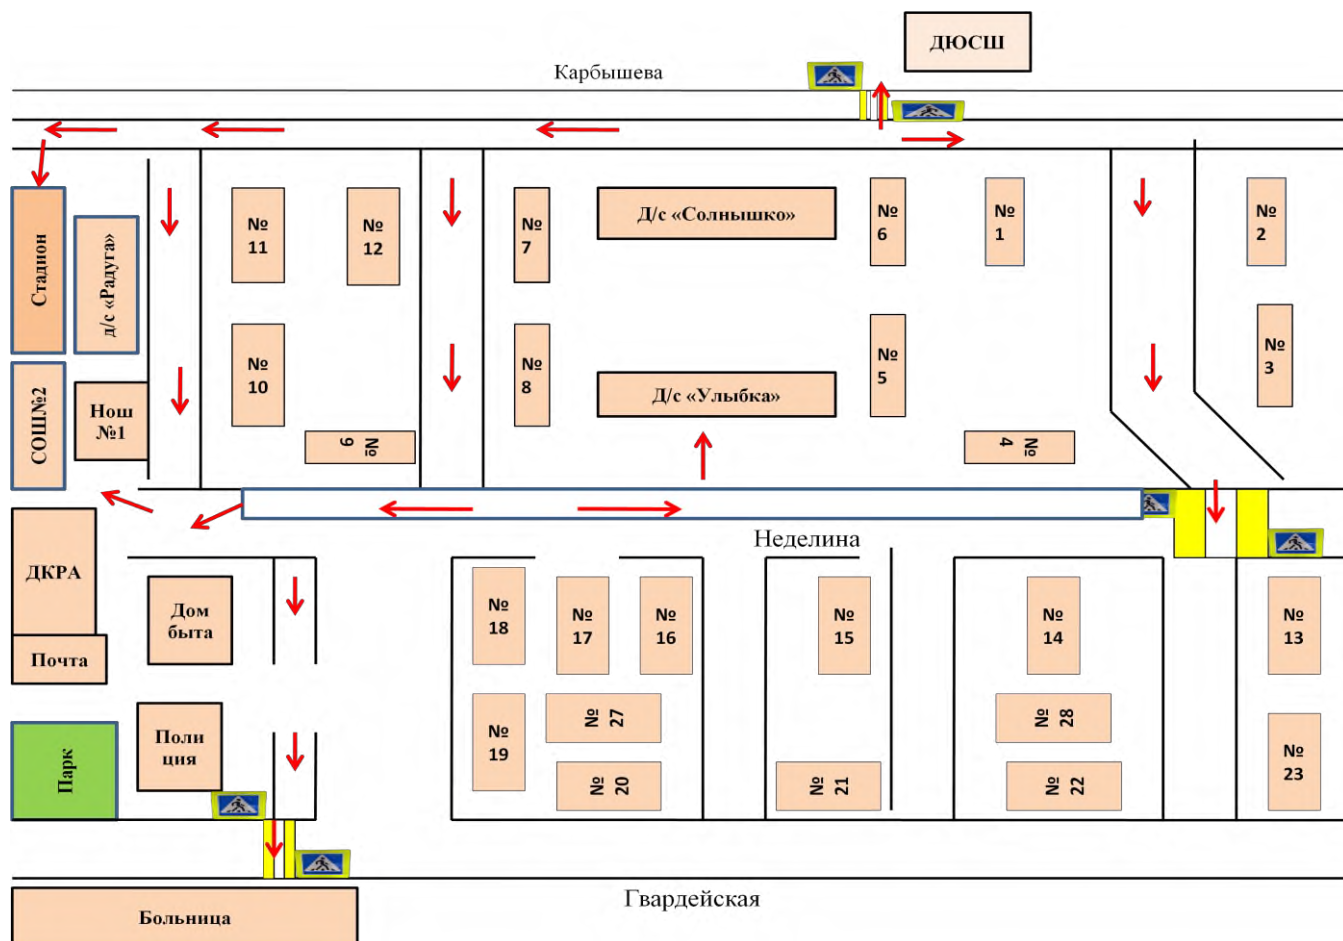 ДЮСШ
Карбышева
Стадион
д/с «Радуга»
№
11
№
12
№
7
Д/с «Солнышко»
№
6
№
1
№
2
СОШ№2
Нош
№1
№
10
№
9
№
8
Д/с «Улыбка»
№
5
№
4
№
3
Неделина
ДКРА
Почта
Дом
быта
№
18
№
17
№
16
№
15
№
14
№
13
Парк
Поли
ция
№
19
№ 27
№ 20
№ 21
№ 28
№ 22
№
23
Гвардейская
Больница